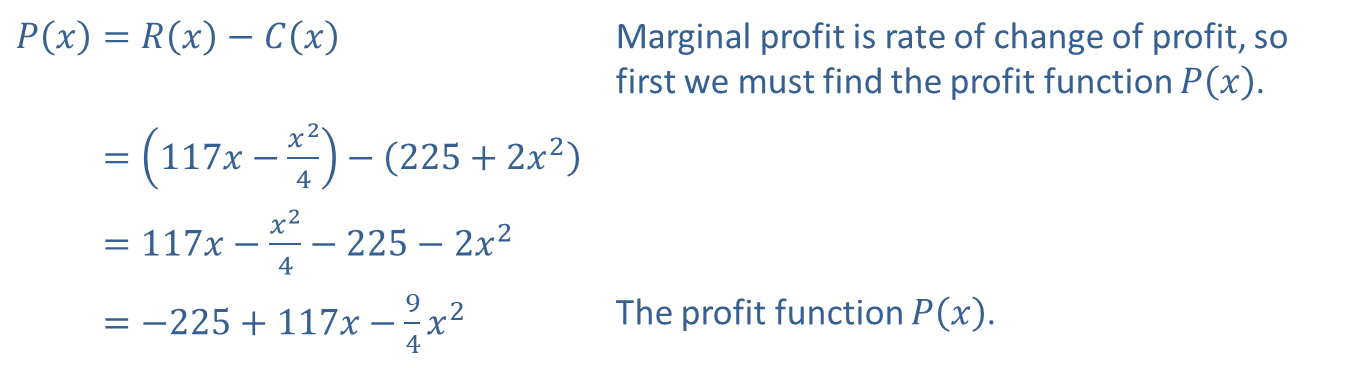 P(x) = R(x) − C(x)
Marginal profit is rate of change of profit, so
first we must find the profit function P(x).
= (117x − x²/4) − (225 + 2x²)
= 117x − x²/4 − 225 − 2x²
= −225 + 117x − 9/4 x²
The profit function P(x).